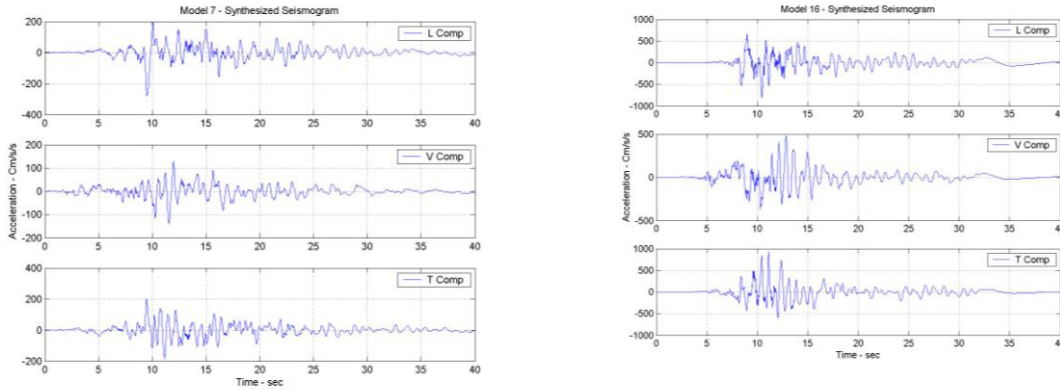 Model 7 - Synthesized Seismogram
200
0
-200
-400
L Comp
0 5 10 15 20 25 30 35 40
200
100
0
-100
-200
V Comp
Acceleration - Cm/s/s
0 5 10 15 20 25 30 35 40
400
200
0
-200
T Comp
0 5 10 15 20 25 30 35 40
Time - sec
Model 16 - Synthesized Seismogram
1000
500
0
-500
-1000
L Comp
0 5 10 15 20 25 30 35 40
500
0
-500
V Comp
Acceleration - Cm/s/s
0 5 10 15 20 25 30 35 40
1000
500
0
-500
-1000
T Comp
0 5 10 15 20 25 30 35 40
Time - sec